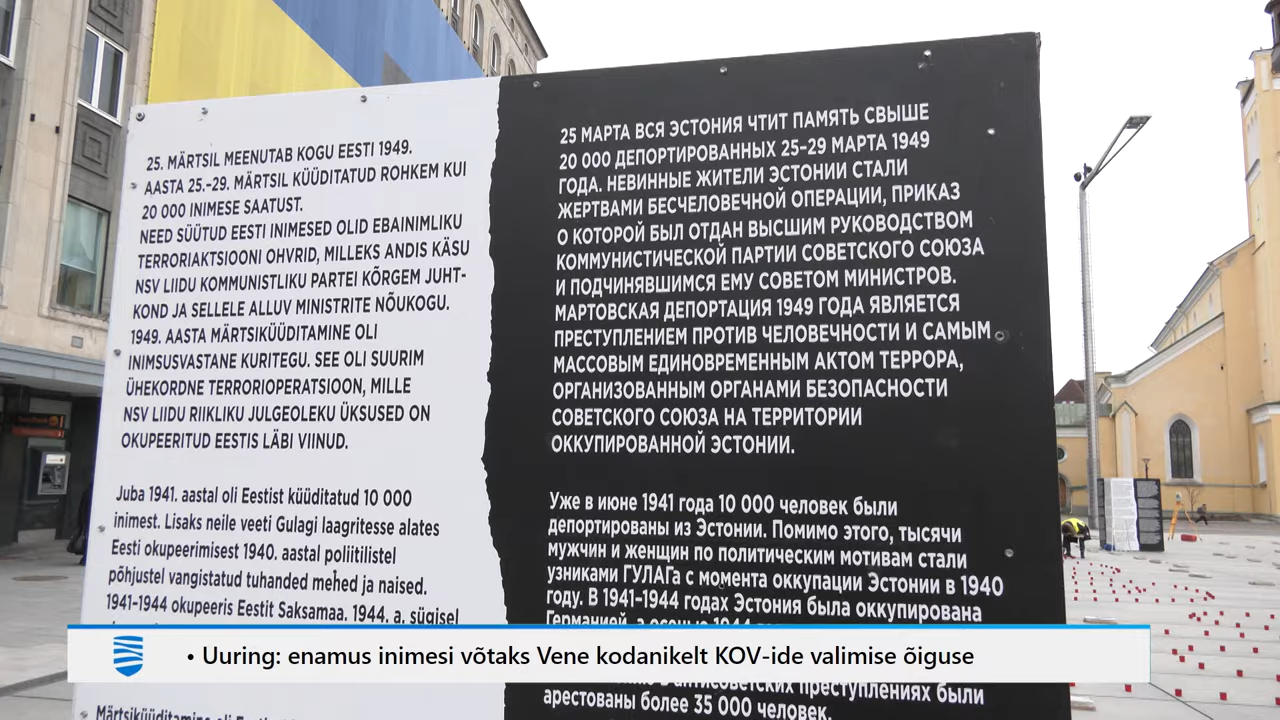 25. MÄRTSIL MEENUTAB KOGU EESTI 1949.
AASTA 25.-29. MÄRTSIL KÜÜDITATUD ROHKEM KUI
20 000 INIMESE SAATUST.
NEED SÜÜTUD EESTI INIMESED OLID EBAINIMLIKU
TERRORIAKTSIOONI OHVRID, MILLEKS ANDIS KÄSU
NSV LIIDU KOMMUNISTLIKU PARTEI KÕRGEM JUHT-
KOND JA SELLELE ALLUV MINISTRITE NÕUKOGU.
1949. AASTA MÄRTSIKÜÜDITAMINE OLI
INIMSUSVASTANE KURITEGU. SEE OLI SUURIM
ÜHEKORDNE TERRORIOPERATSIOON, MILLE
NSV LIIDU RIIKLIKU JULGEOLEKU ÜKSUSED ON
OKUPEERITUD EESTIS LÄBI VIINUD.
Juba 1941. aastal oli Eestist küüditatud 10 000
inimest. Lisaks neile veeti Gulagi laagritesse alates
Eesti okupeerimisest 1940. aastal poliitilistel
põhjustel vangistatud tuhanded mehed ja naised.
1941-1944 okupeeris Eestit Saksamaa. 1944. a. sügisel
Märtsiküüditamine oli
25 МАРТА ВСЯ ЭСТОНИЯ ЧТИТ ПАМЯТЬ СВЫШЕ
20 000 ДЕПОРТИРОВАННЫХ 25-29 МАРТА 1949
ГОДА. НЕВИННЫЕ ЖИТЕЛИ ЭСТОНИИ СТАЛИ
ЖЕРТВАМИ БЕСЧЕЛОВЕЧНОЙ ОПЕРАЦИИ, ПРИКАЗ
О КОТОРОЙ БЫЛ ОТДАН ВЫСШИМ РУКОВОДСТВОМ
КОММУНИСТИЧЕСКОЙ ПАРТИИ СОВЕТСКОГО СОЮЗА
И ПОДЧИНЯВШИМСЯ ЕМУ СОВЕТОМ МИНИСТРОВ.
МАРТОВСКАЯ ДЕПОРТАЦИЯ 1949 ГОДА ЯВЛЯЕТСЯ
ПРЕСТУПЛЕНИЕМ ПРОТИВ ЧЕЛОВЕЧНОСТИ И САМЫМ
МАССОВЫМ ЕДИНОВРЕМЕННЫМ АКТОМ ТЕРРОРА,
ОРГАНИЗОВАННЫМ ОРГАНАМИ БЕЗОПАСНОСТИ
СОВЕТСКОГО СОЮЗА НА ТЕРРИТОРИИ
ОККУПИРОВАННОЙ ЭСТОНИИ.
Уже в июне 1941 года 10 000 человек были
депортированы из Эстонии. Помимо этого, тысячи
мужчин и женщин по политическим мотивам стали
узниками ГУЛАГа с момента оккупации Эстонии в 1940
году. В 1941-1944 годах Эстония была оккупирована
Германией, а осенью 1944
в антисоветских преступлениях были
арестованы более 35 000 человек.
• Uuring: enamus inimesi võtaks Vene kodanikelt KOV-ide valimise õiguse